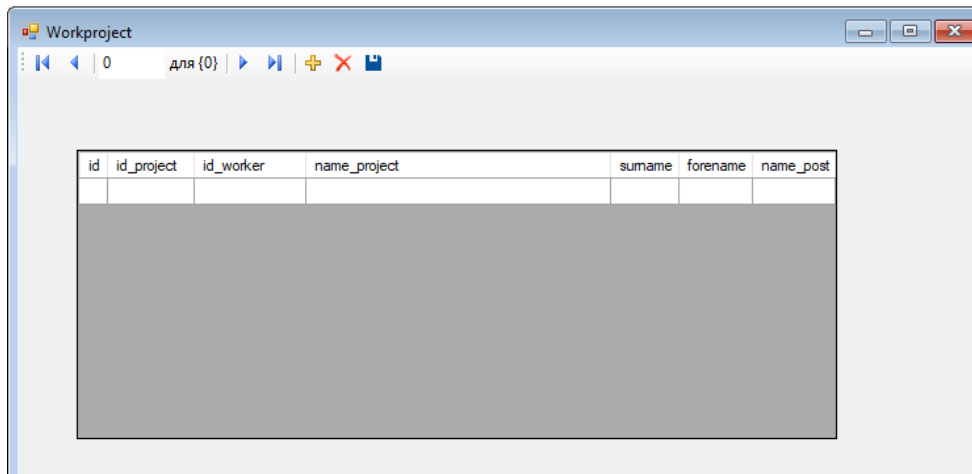 Workproject
0 для {0}
id id_project id_worker name_project surname forename name_post